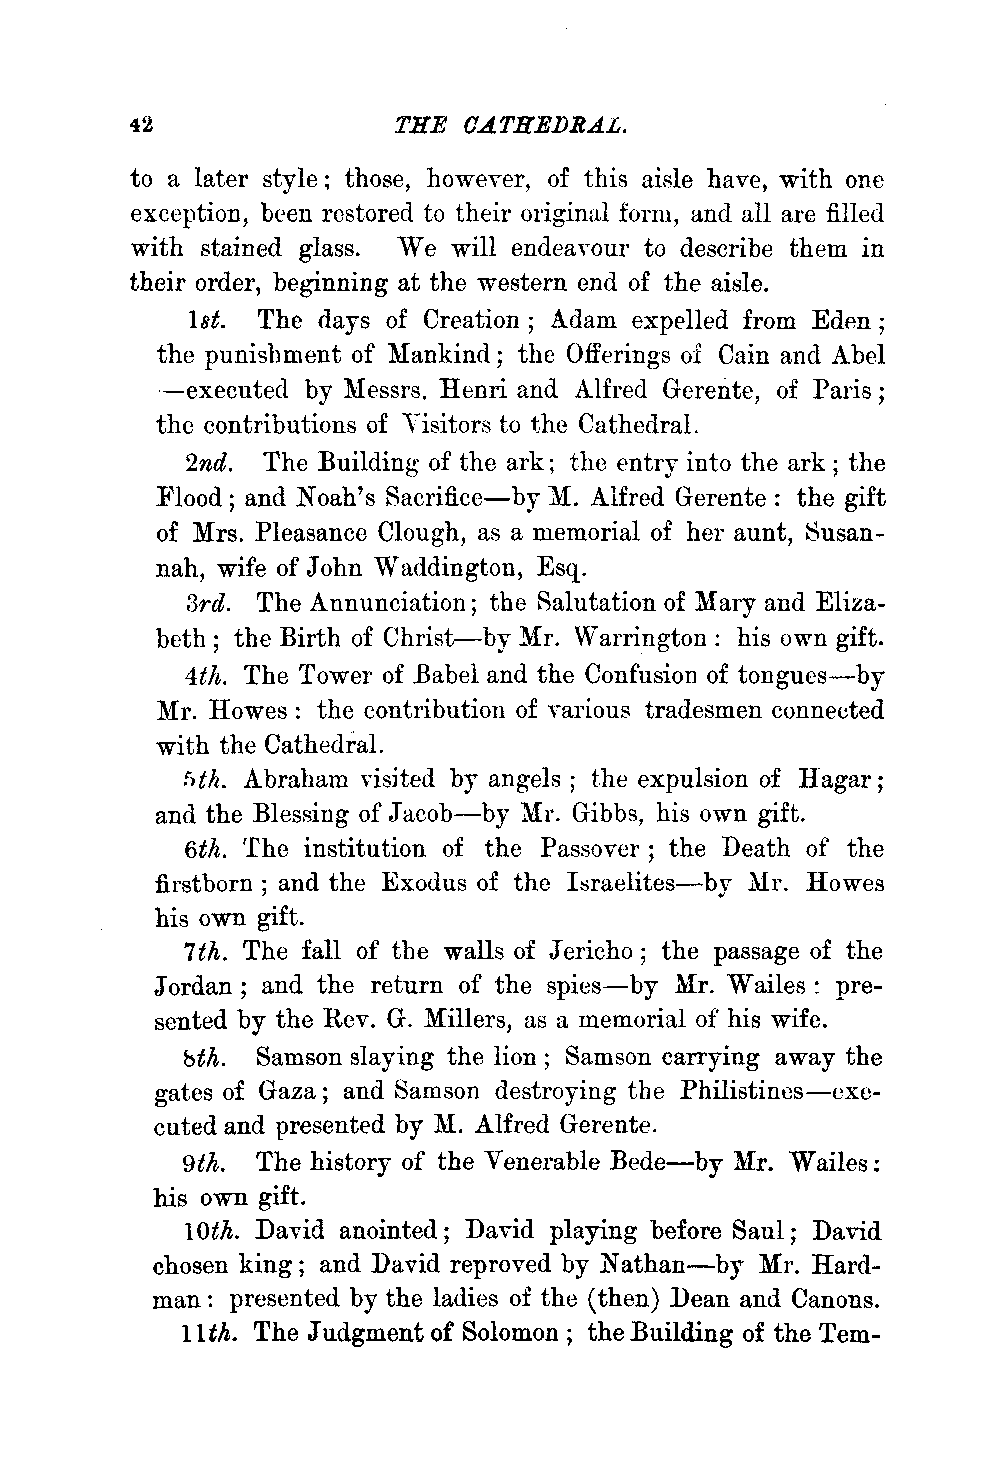 42 THE CATHEDRAL.
to a later style; those, however, of this aisle have, with one
exception, been restored to their original form, and all are filled
with stained glass. We will endeavour to describe them in
their order, beginning at the western end of the aisle.
1st. The days of Creation; Adam expelled from Eden;
the punishment of Mankind; the Offerings of Cain and Abel
—executed by Messrs. Henri and Alfred Gerente, of Paris;
the contributions of Visitors to the Cathedral.
2nd. The Building of the ark; the entry into the ark; the
Flood; and Noah's Sacrifice—by M. Alfred Gerente: the gift
of Mrs. Pleasance Clough, as a memorial of her aunt, Susan-
nah, wife of John Waddington, Esq.
3rd. The Annunciation; the Salutation of Mary and Eliza-
beth; the Birth of Christ—by Mr. Warrington: his own gift.
4th. The Tower of Babel and the Confusion of tongues—by
Mr. Howes: the contribution of various tradesmen connected
with the Cathedral.
5th. Abraham visited by angels; the expulsion of Hagar;
and the Blessing of Jacob—by Mr. Gibbs, his own gift.
6th. The institution of the Passover; the Death of the
firstborn; and the Exodus of the Israelites—by Mr. Howes
his own gift.
7th. The fall of the walls of Jericho; the passage of the
Jordan; and the return of the spies—by Mr. Wailes: pre-
sented by the Rev. G. Millers, as a memorial of his wife.
8th. Samson slaying the lion; Samson carrying away the
gates of Gaza; and Samson destroying the Philistines—exe-
cuted and presented by M. Alfred Gerente.
9th. The history of the Venerable Bede—by Mr. Wailes:
his own gift.
10th. David anointed; David playing before Saul; David
chosen king; and David reproved by Nathan—by Mr. Hard-
man: presented by the ladies of the (then) Dean and Canons.
11th. The Judgment of Solomon; the Building of the Tem-